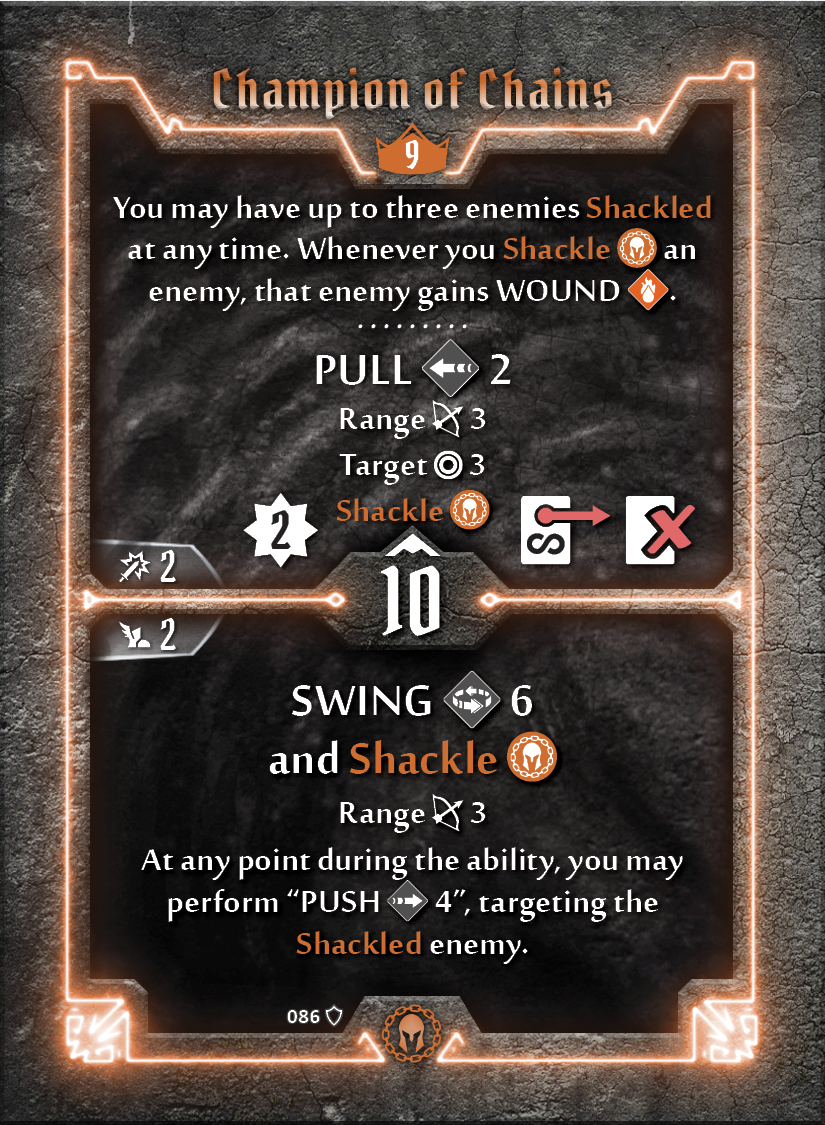 Champion of Chains
9
You may have up to three enemies Shackled
at any time. Whenever you Shackle an
enemy, that enemy gains WOUND .
PULL 2
Range 3
Target 3
Shackle
2
2
10
2
SWING 6
and Shackle
Range 3
At any point during the ability, you may
perform “PUSH 4”, targeting the
Shackled enemy.
086